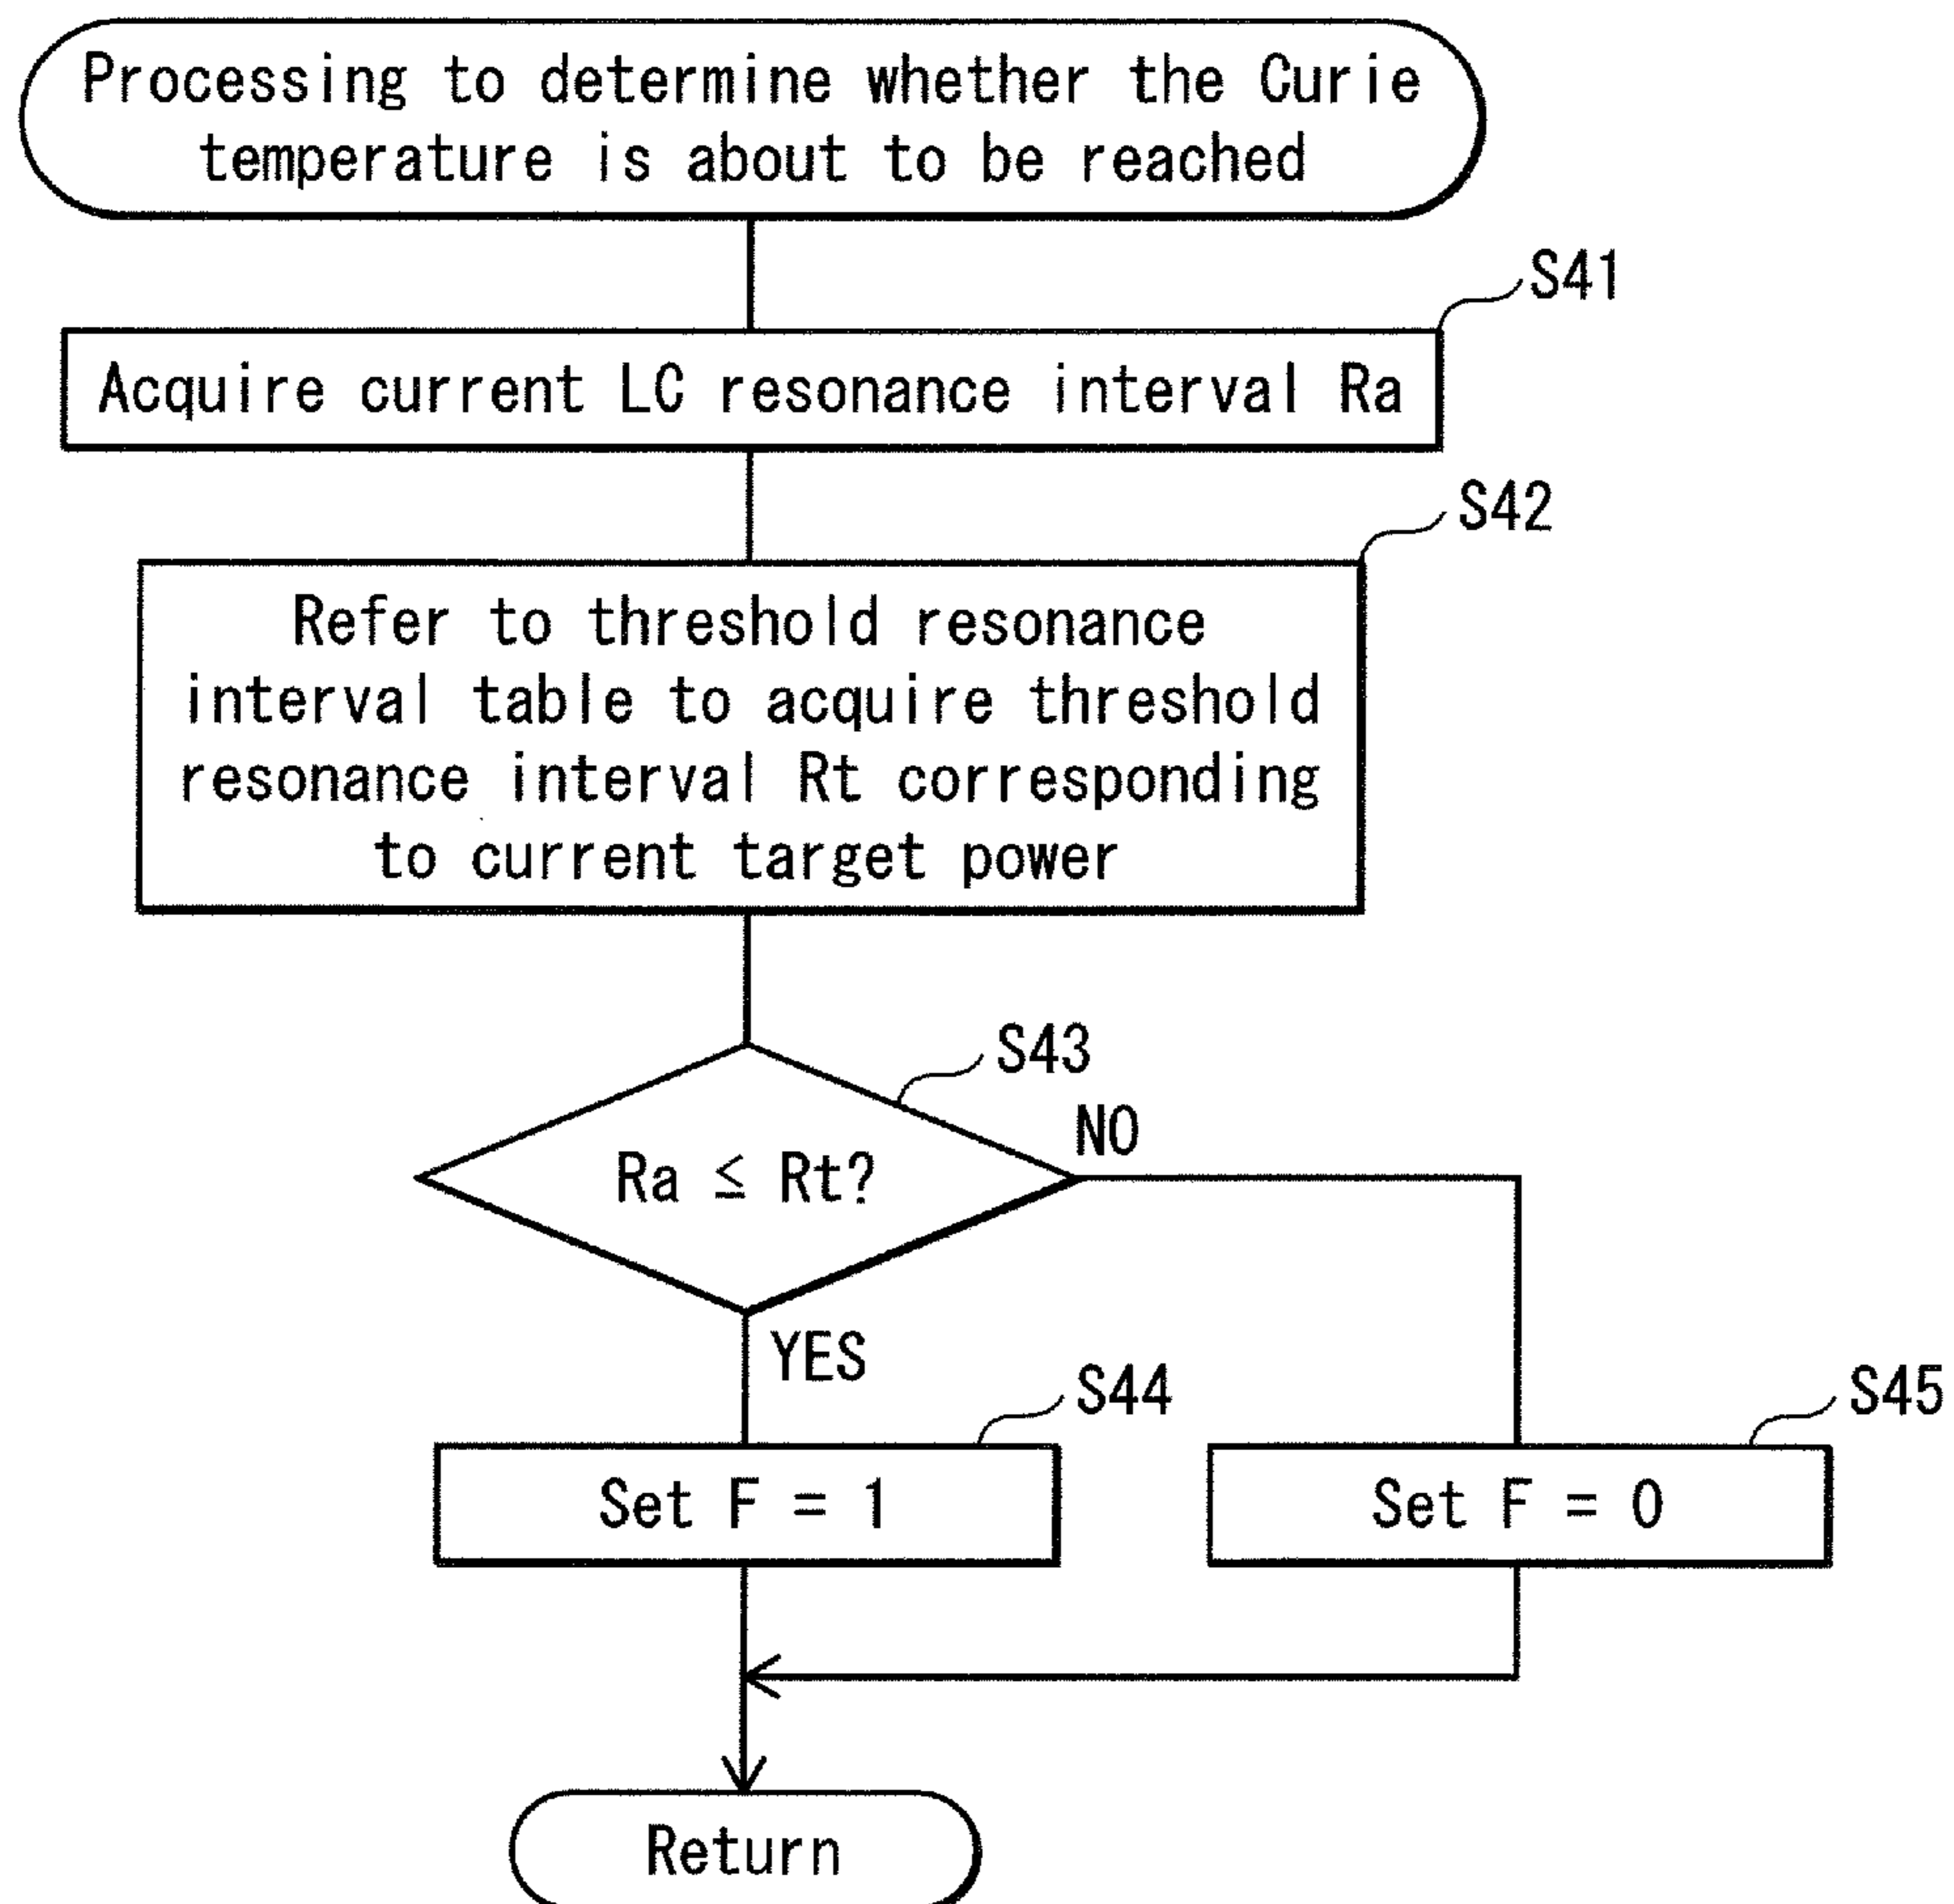 Processing to determine whether the Curie
temperature is about to be reached
S41
Acquire current LC resonance interval Ra
S42
Refer to threshold resonance
interval table to acquire threshold
resonance interval Rt corresponding
to current target power
S43
Ra ≤ Rt?
NO
YES
S44
Set F = 1
S45
Set F = 0
Return